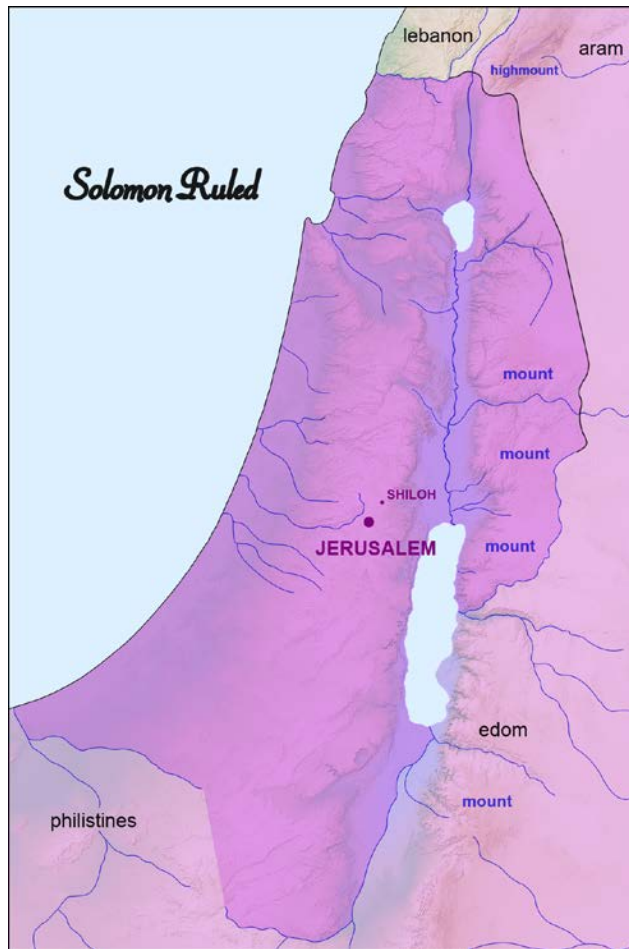 lebanon
aram
highmount
Solomon Ruled
mount
mount
SHILOH
JERUSALEM
mount
edom
mount
philistines